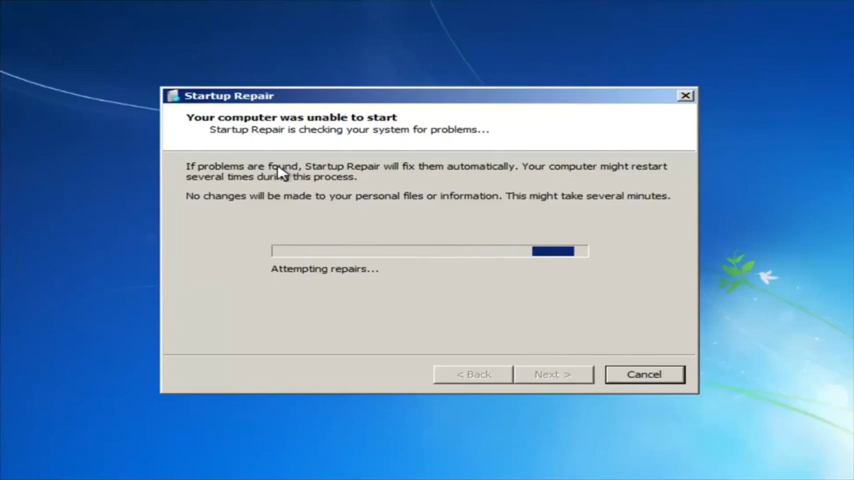 Startup Repair
Your computer was unable to start
Startup Repair is checking your system for problems...
If problems are found, Startup Repair will fix them automatically. Your computer might restart
several times during this process.
No changes will be made to your personal files or information. This might take several minutes.
Attempting repairs...
< Back
Next >
Cancel